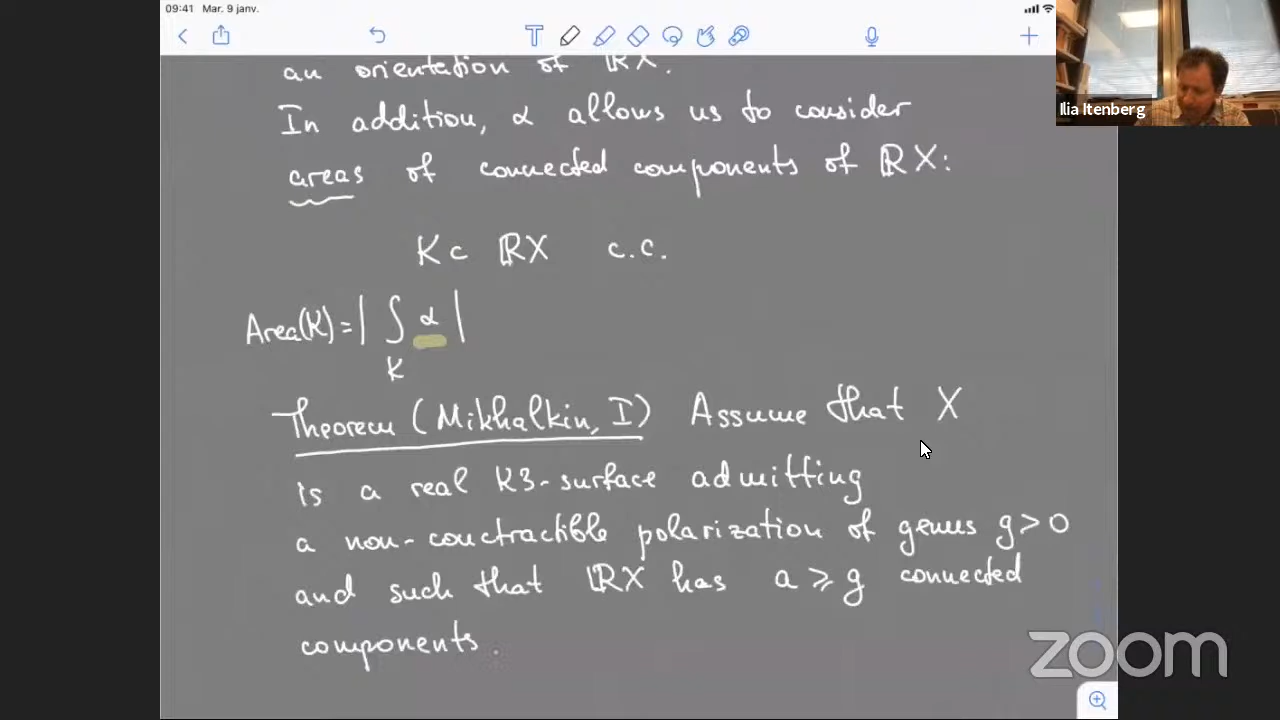 09:41 Mar. 9 janv.
an orientation of ℝX.
In addition, α allows us to consider
areas of connected components of ℝX:
K ⊂ ℝX c.c.
Area(K) = | ∫ α |
K
Theorem (Mikhalkin, I) Assume that X
is a real K3-surface admitting
a non-contractible polarization of genus g > 0
and such that ℝX has a ⩾ g connected
components.
Ilia Itenberg
zoom